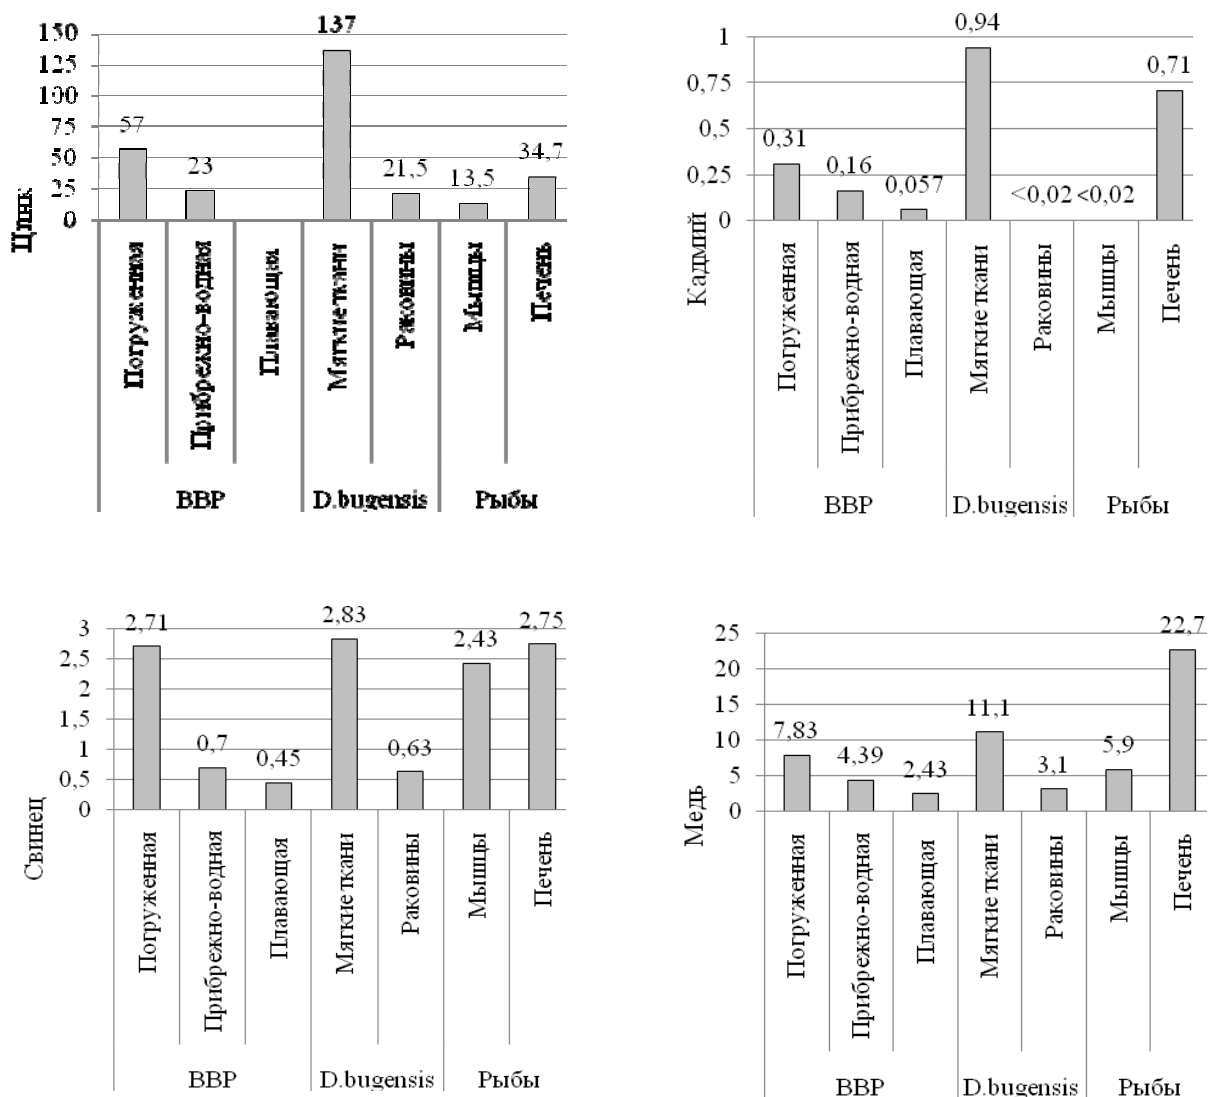 150
125
100
75
50
25
0
Цинк
57
23
137
21,5
13,5
34,7
Погруженная
Прибрежно-водная
Плавающая
Мягкие ткани
Раковины
Мышцы
Печень
ВВР
D.bugensis
Рыбы
1
0,75
0,5
0,25
0
Кадмий
0,31
0,16
0,057
0,94
<0,02
<0,02
0,71
Погруженная
Прибрежно-водная
Плавающая
Мягкие ткани
Раковины
Мышцы
Печень
ВВР
D.bugensis
Рыбы
3
2,5
2
1,5
1
0,5
0
Свинец
2,71
0,7
0,45
2,83
0,63
2,43
2,75
Погруженная
Прибрежно-водная
Плавающая
Мягкие ткани
Раковины
Мышцы
Печень
ВВР
D.bugensis
Рыбы
25
20
15
10
5
0
Медь
7,83
4,39
2,43
11,1
3,1
5,9
22,7
Погруженная
Прибрежно-водная
Плавающая
Мягкие ткани
Раковины
Мышцы
Печень
ВВР
D.bugensis
Рыбы